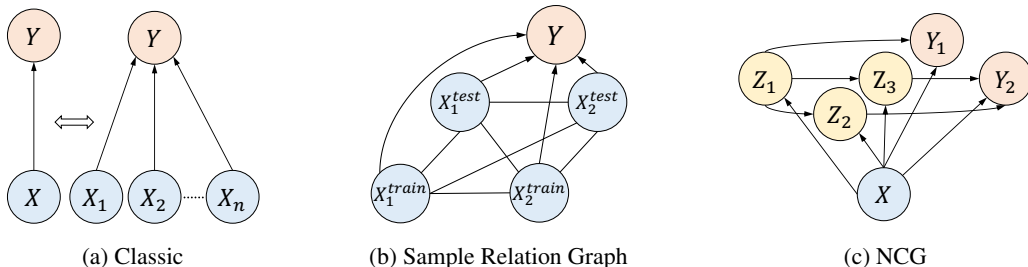 Y
Y
X
X₁
X₂
......
Xₙ
(a) Classic
Y
X₁ᵗᵉˢᵗ
X₂ᵗᵉˢᵗ
X₁ᵗʳᵃⁱⁿ
X₂ᵗʳᵃⁱⁿ
(b) Sample Relation Graph
Y₁
Z₁
Z₃
Y₂
Z₂
X
(c) NCG